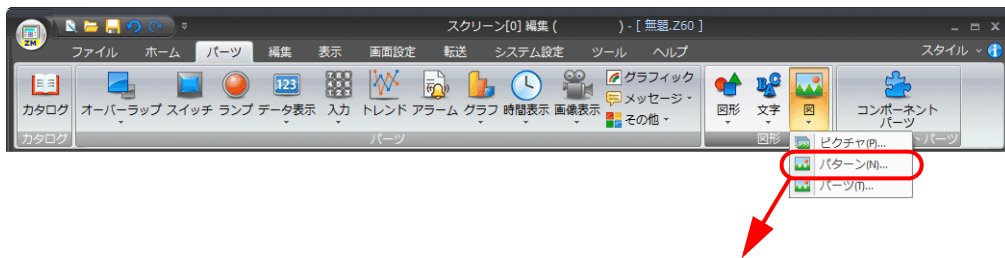 スクリーン[0] 編集 ( ) - [ 無題.Z60 ]
ZM
ファイル ホーム パーツ 編集 表示 画面設定 転送 システム設定 ツール ヘルプ スタイル
カタログ オーバーラップ スイッチ ランプ 123 データ表示 入力 トレンド アラーム グラフ 時間表示 画像表示
グラフィック
メッセージ
その他
図形 文字 図
コンポーネント
パーツ
カタログ パーツ 図形 トパーツ
ピクチャ(P)...
パターン(N)...
パーツ(T)...